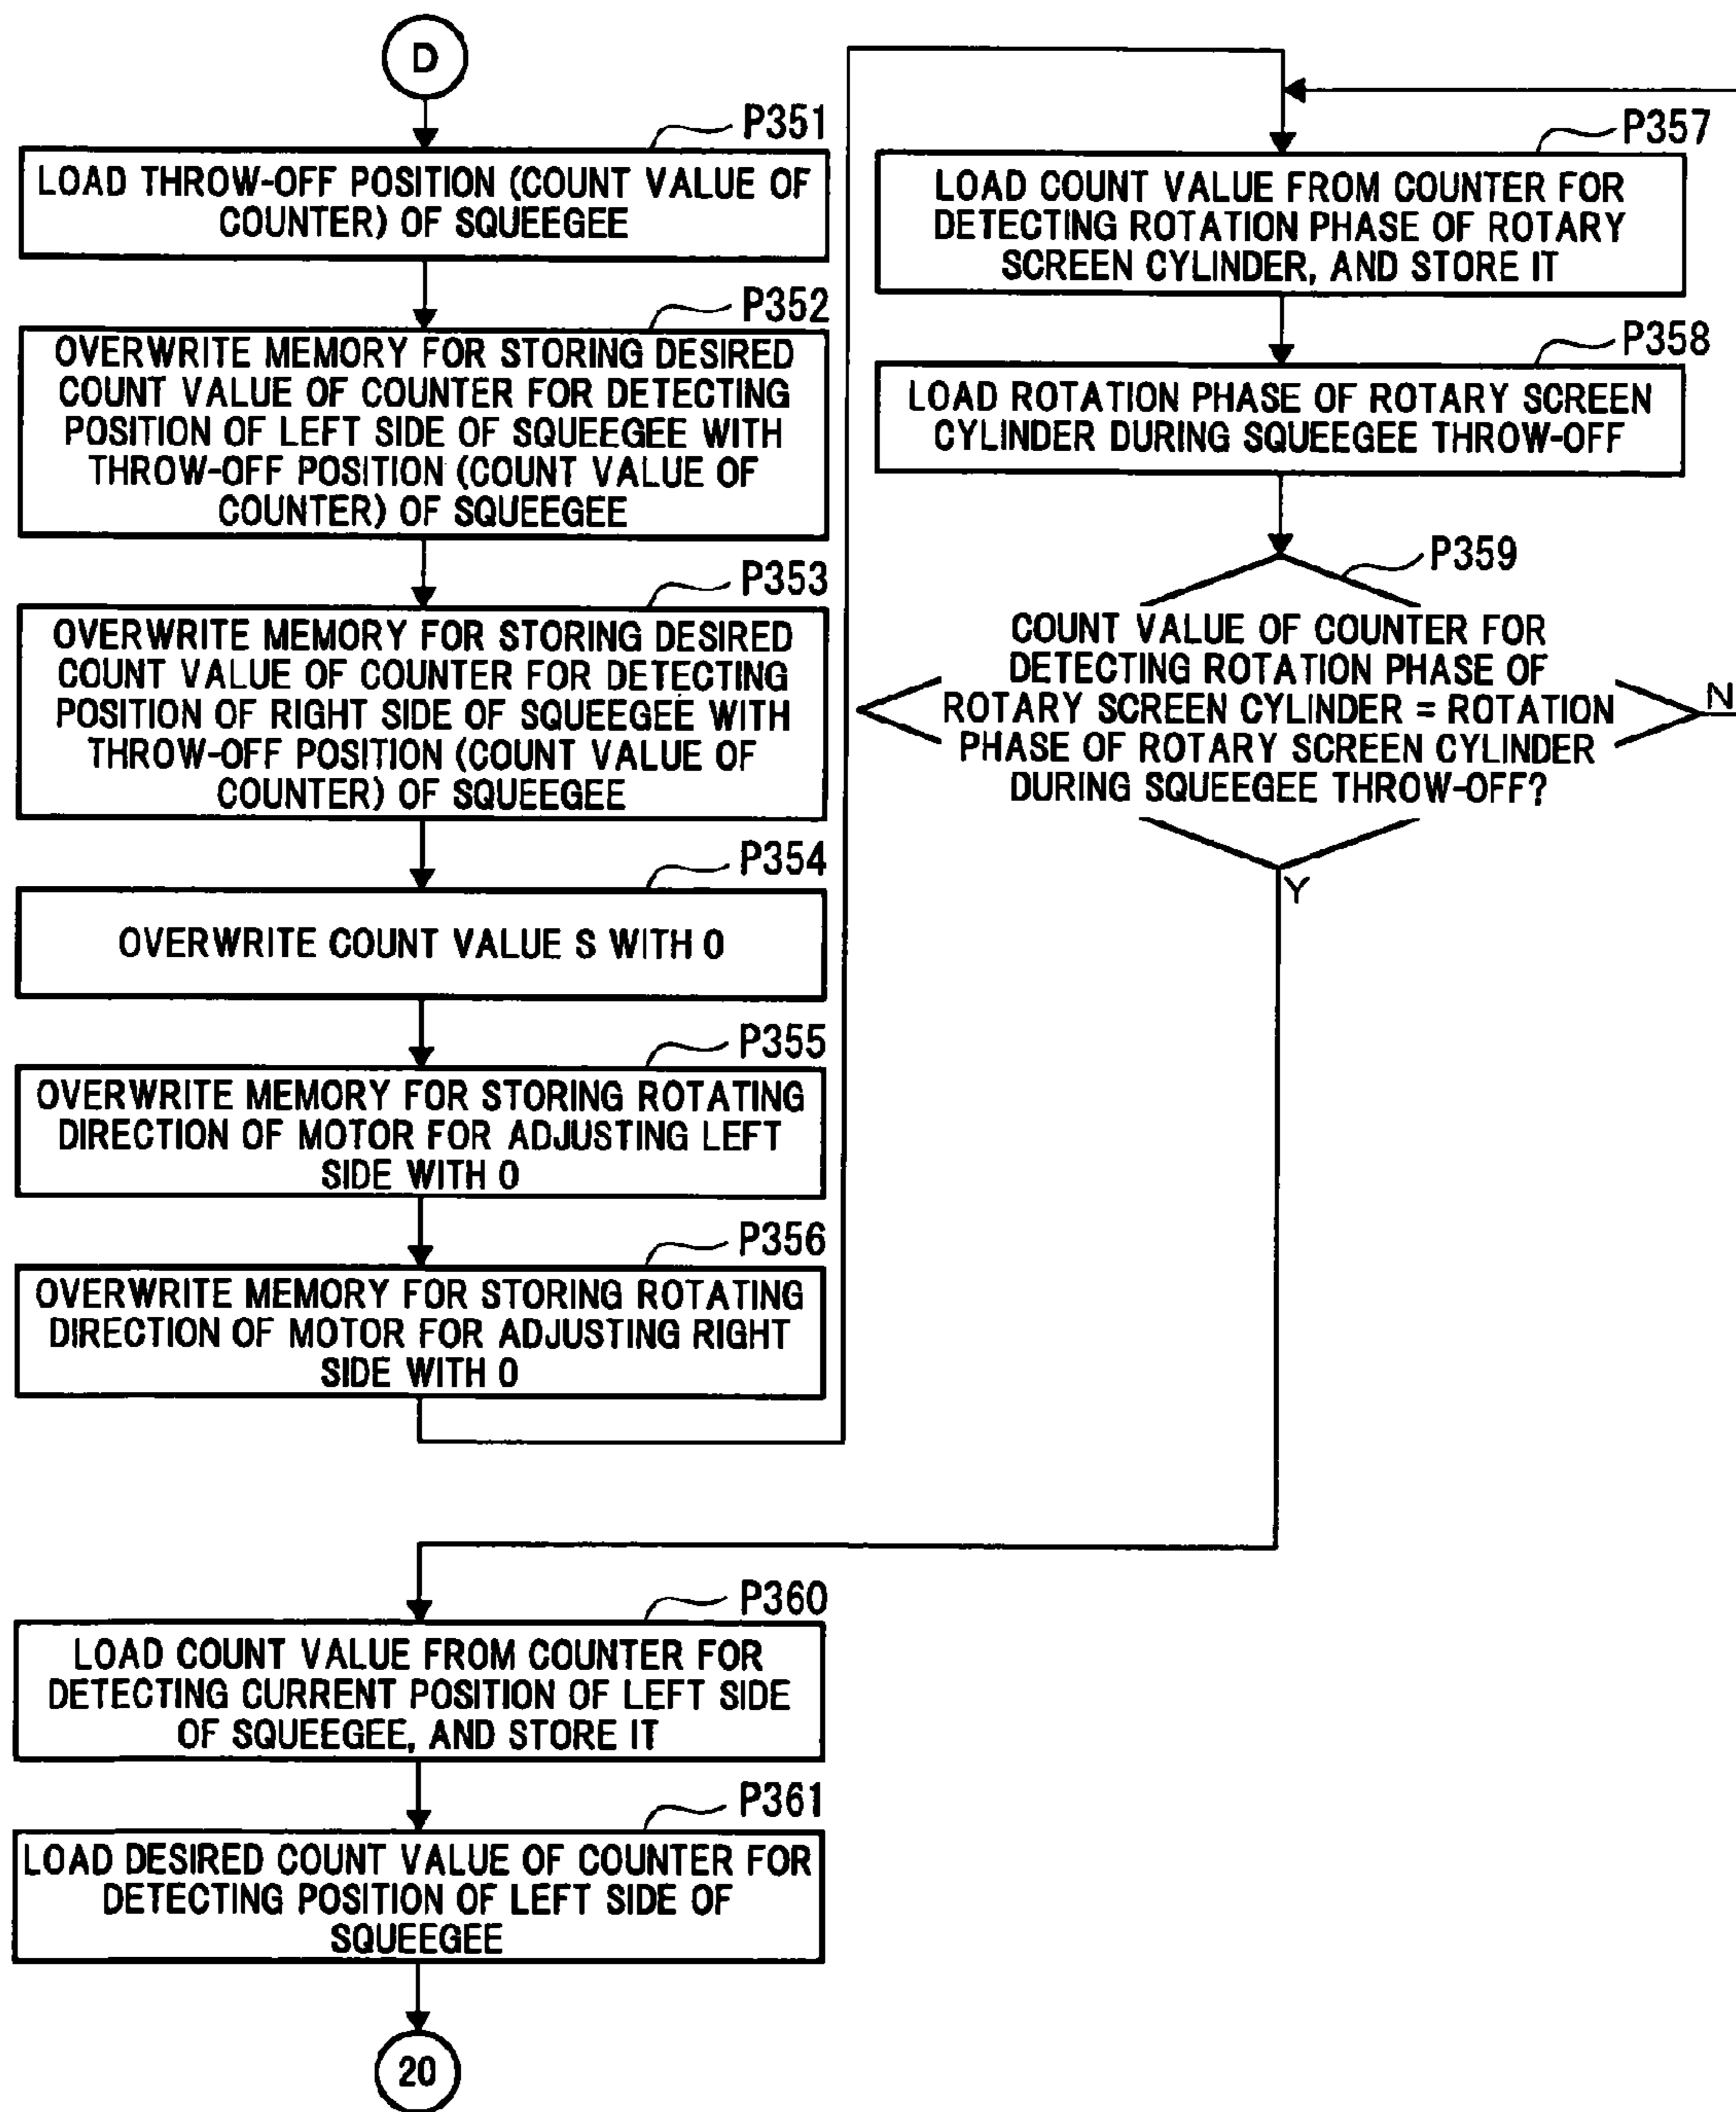 D
P351
LOAD THROW-OFF POSITION (COUNT VALUE OF
COUNTER) OF SQUEEGEE
P352
OVERWRITE MEMORY FOR STORING DESIRED
COUNT VALUE OF COUNTER FOR DETECTING
POSITION OF LEFT SIDE OF SQUEEGEE WITH
THROW-OFF POSITION (COUNT VALUE OF
COUNTER) OF SQUEEGEE
P353
OVERWRITE MEMORY FOR STORING DESIRED
COUNT VALUE OF COUNTER FOR DETECTING
POSITION OF RIGHT SIDE OF SQUEEGEE WITH
THROW-OFF POSITION (COUNT VALUE OF
COUNTER) OF SQUEEGEE
P354
OVERWRITE COUNT VALUE S WITH 0
P355
OVERWRITE MEMORY FOR STORING ROTATING
DIRECTION OF MOTOR FOR ADJUSTING LEFT
SIDE WITH 0
P356
OVERWRITE MEMORY FOR STORING ROTATING
DIRECTION OF MOTOR FOR ADJUSTING RIGHT
SIDE WITH 0
P357
LOAD COUNT VALUE FROM COUNTER FOR
DETECTING ROTATION PHASE OF ROTARY
SCREEN CYLINDER, AND STORE IT
P358
LOAD ROTATION PHASE OF ROTARY SCREEN
CYLINDER DURING SQUEEGEE THROW-OFF
P359
COUNT VALUE OF COUNTER FOR
DETECTING ROTATION PHASE OF
ROTARY SCREEN CYLINDER = ROTATION
PHASE OF ROTARY SCREEN CYLINDER
DURING SQUEEGEE THROW-OFF?
N
Y
P360
LOAD COUNT VALUE FROM COUNTER FOR
DETECTING CURRENT POSITION OF LEFT SIDE
OF SQUEEGEE, AND STORE IT
P361
LOAD DESIRED COUNT VALUE OF COUNTER FOR
DETECTING POSITION OF LEFT SIDE OF
SQUEEGEE
20